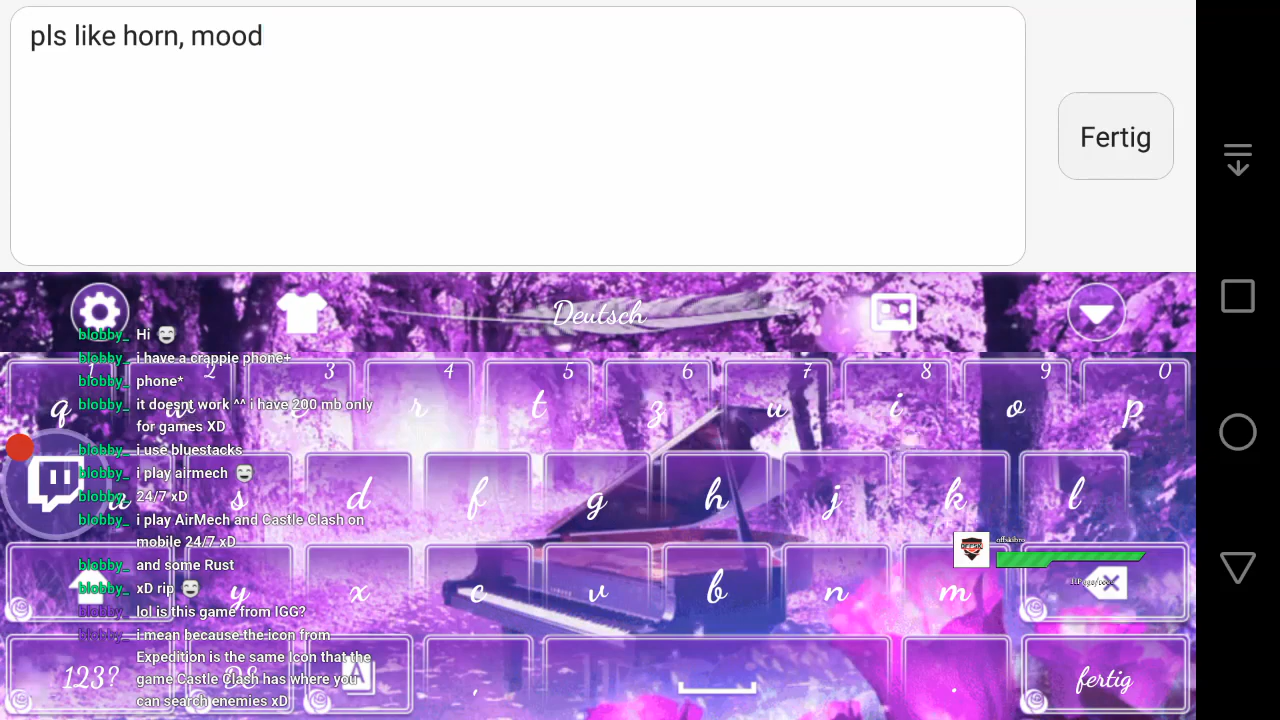 pls like horn, mood
Fertig
Deutsch
blobby_ Hi
blobby_ i have a crappie phone+
blobby_ phone*
blobby_ it doesnt work ^^ i have 200 mb only
for games XD
blobby_ i use bluestacks
blobby_ i play airmech
blobby_ 24/7 xD
blobby_ i play AirMech and Castle Clash on
mobile 24/7 xD
blobby_ and some Rust
blobby_ xD rip
blobby_ lol is this game from IGG?
blobby_ i mean because the icon from
Expedition is the same Icon that the
game Castle Clash has where you
can search enemies xD
1 2 3 4 5 6 7 8 9 0
q w r t z u i o p
a s d f g h j k l
offskibro
y x c v b n m
123? , . fertig